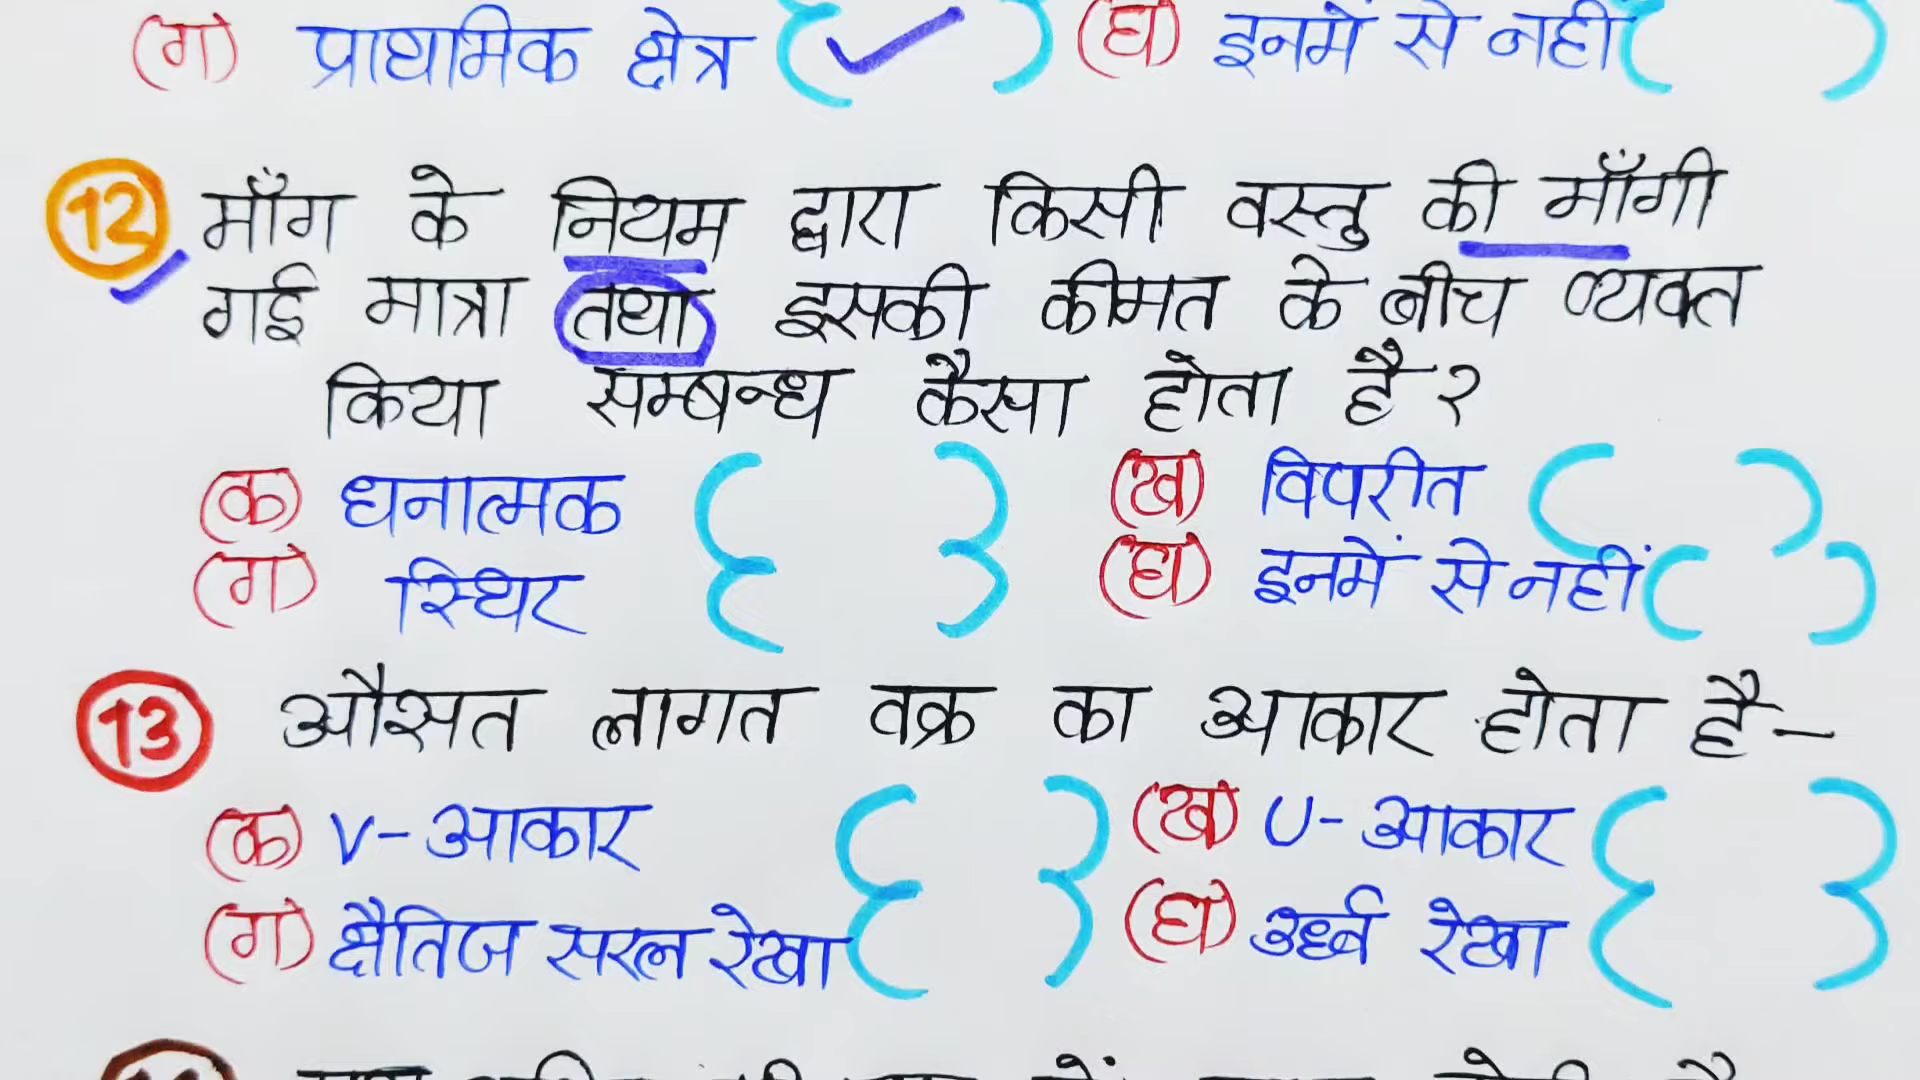 (ग) प्राथमिक क्षेत्र (✓) (घ) इनमें से नहीं ( )
12 माँग के नियम द्वारा किसी वस्तु की माँगी
गई मात्रा तथा इसकी कीमत के बीच व्यक्त
किया सम्बन्ध कैसा होता है?
(क) धनात्मक ( ) (ख) विपरीत ( )
(ग) स्थिर ( ) (घ) इनमें से नहीं ( )
13 औसत लागत वक्र का आकार होता है-
(क) V-आकार ( ) (ख) U-आकार ( )
(ग) क्षैतिज सरल रेखा ( ) (घ) उर्ध्व रेखा ( )